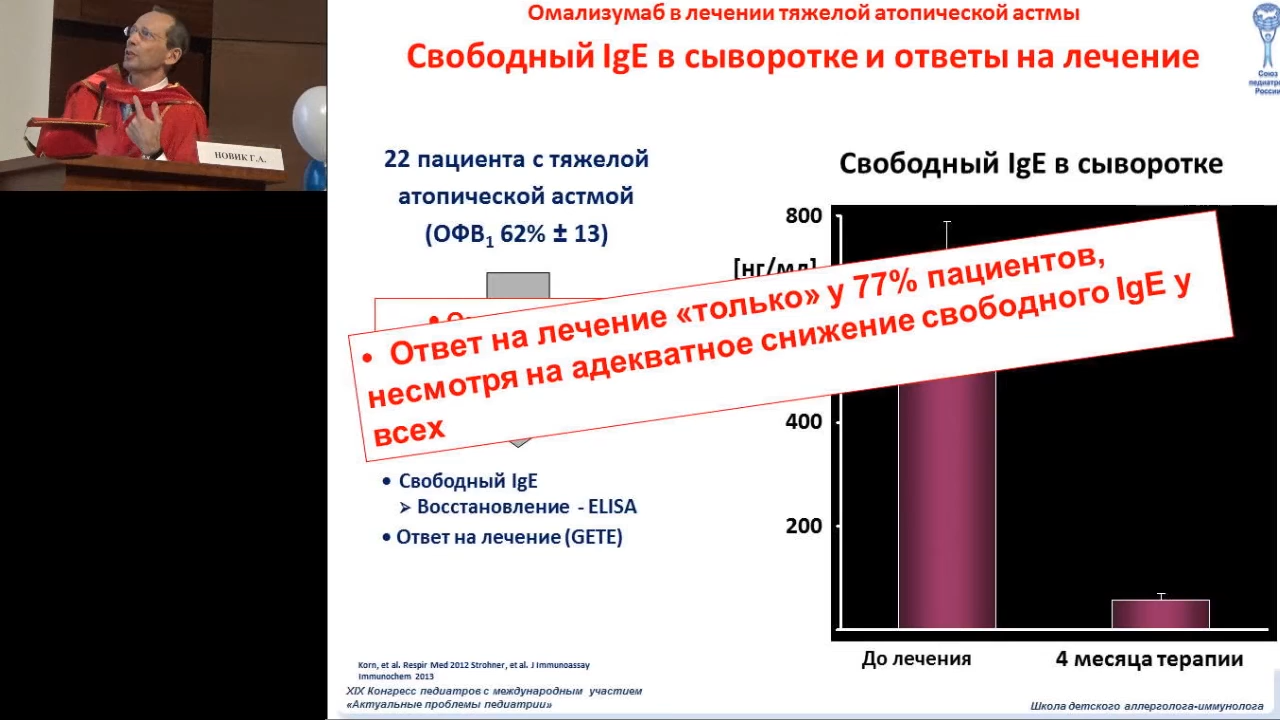 Омализумаб в лечении тяжелой атопической астмы
Свободный IgE в сыворотке и ответы на лечение
Союз
педиатр
России
НОВИК Г.А.
22 пациента с тяжелой
атопической астмой
(ОФВ1 62% ± 13)
Свободный IgE в сыворотке
800
[нг/мл]
• Ответ на лечение «только» у 77% пациентов,
несмотря на адекватное снижение свободного IgE у
всех
400
200
• Свободный IgE
➢ Восстановление - ELISA
• Ответ на лечение (GETE)
До лечения
4 месяца терапии
Korn, et al. Respir Med 2012 Strohner, et al. J Immunoassay
Immunochem 2013
XIX Конгресс педиатров с международным участием
«Актуальные проблемы педиатрии»
Школа детского аллерголога-иммунолога